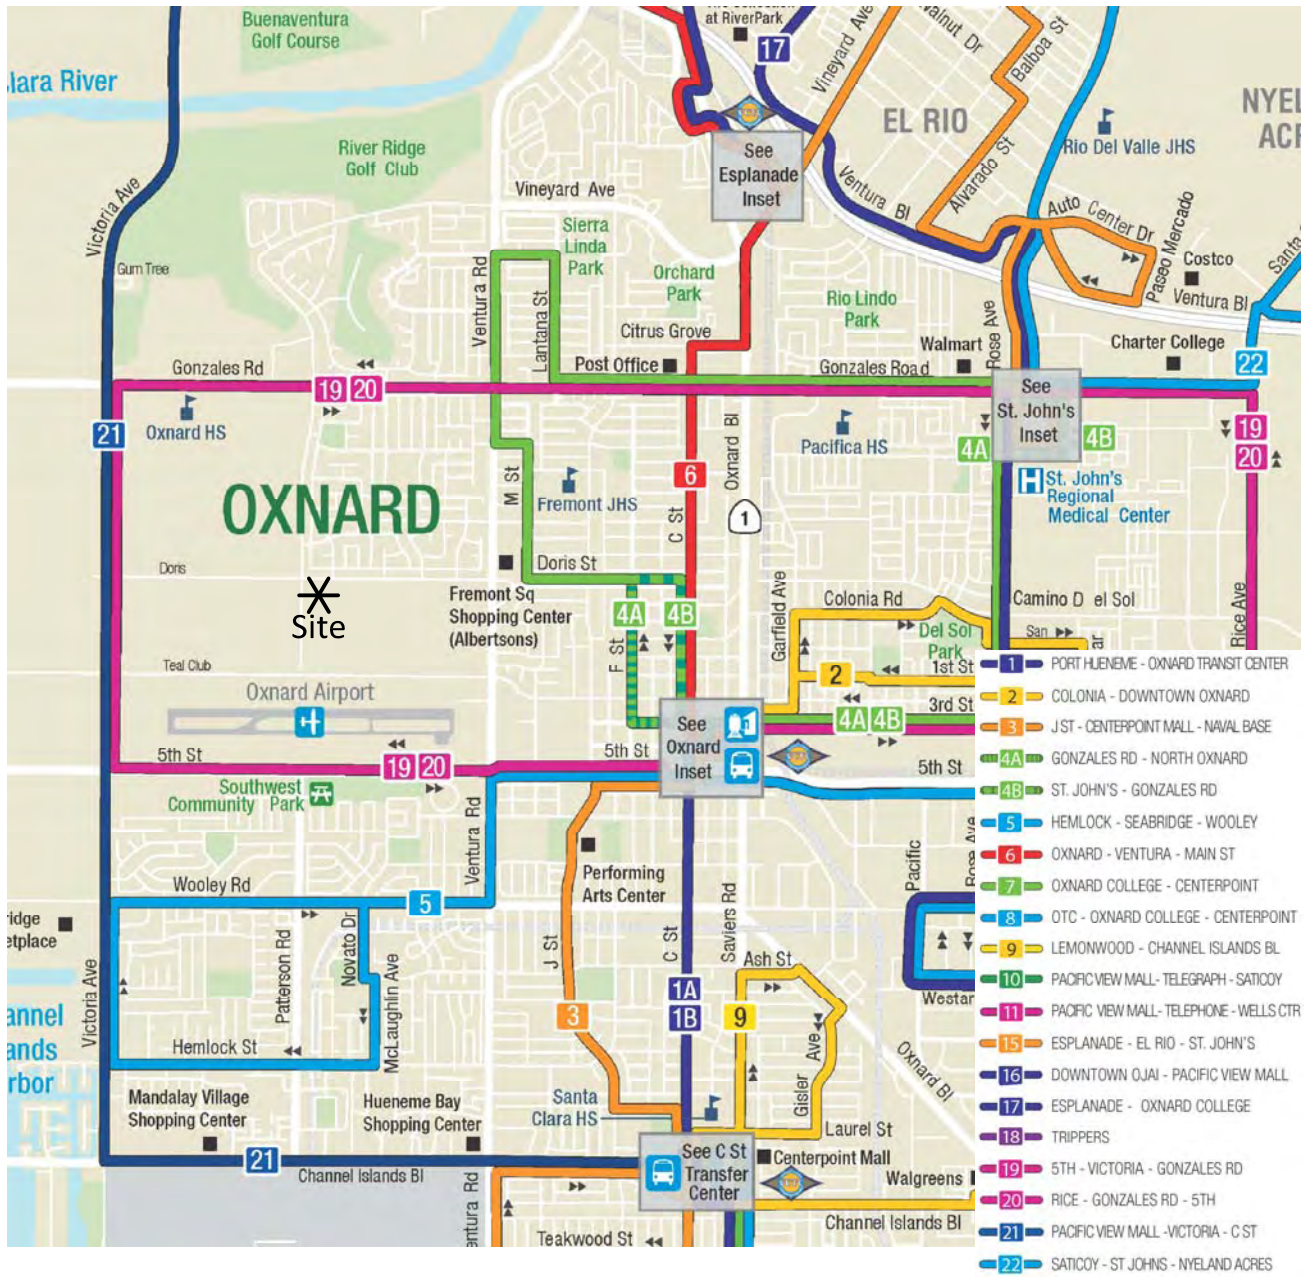 Buenaventura
Golf Course
at RiverPark
17
Vineyard Ave
Walnut Dr
Balboa St
lara River
EL RIO
NYEL
AC
Rio Del Valle JHS
River Ridge
Golf Club
See
Esplanade
Inset
Vineyard Ave
Ventura Bl
Alvarado St
Auto Center Dr
Paseo Mercado
Costco
Ventura Bl
Santa
Victoria Ave
Gum Tree
Sierra
Linda
Park
Orchard
Park
Rio Lindo
Park
Ventura Rd
Lantana St
Citrus Grove
Rose Ave
Walmart
Charter College
22
Gonzales Rd
Post Office
Gonzales Road
19 20
See
St. John's
Inset
21
Oxnard HS
Pacifica HS
4A
4B
19
20
Oxnard Bl
6
M St
Fremont JHS
C St
1
St. John's
Regional
Medical Center
OXNARD
Doris
Doris St
Fremont Sq
Shopping Center
(Albertsons)
Site
4A
4B
F St
Garfield Ave
Colonia Rd
Camino Del Sol
Del Sol
Park
San
ar
Rice Ave
Teal Club
1st St
2
3rd St
Oxnard Airport
4A 4B
See
Oxnard
Inset
5th St
5th St
5th St
19 20
Southwest
Community Park
Ventura Rd
Performing
Arts Center
Pacific
Rose Ave
Wooley Rd
5
ridge
etplace
Victoria Ave
Patterson Rd
Novato Dr
McLaughlin Ave
J St
C St
Saviers Rd
Ash St
Westar
1A
1B
3
9
annel
ands
rbor
Hemlock St
Gisler Ave
Oxnard Bl
Mandalay Village
Shopping Center
Hueneme Bay
Shopping Center
Santa
Clara HS
Laurel St
21
Channel Islands Bl
See C St
Transfer
Center
Centerpoint Mall
Walgreens
entura Rd
Teakwood St
Channel Islands Bl
1 PORT HUENEME - OXNARD TRANSIT CENTER
2 COLONIA - DOWNTOWN OXNARD
3 J ST - CENTERPOINT MALL - NAVAL BASE
4A GONZALES RD - NORTH OXNARD
4B ST. JOHN'S - GONZALES RD
5 HEMLOCK - SEABRIDGE - WOOLEY
6 OXNARD - VENTURA - MAIN ST
7 OXNARD COLLEGE - CENTERPOINT
8 OTC - OXNARD COLLEGE - CENTERPOINT
9 LEMONWOOD - CHANNEL ISLANDS BL
10 PACIFIC VIEW MALL- TELEGRAPH - SATICOY
11 PACIFIC VIEW MALL- TELEPHONE - WELLS CTR
15 ESPLANADE - EL RIO - ST. JOHN'S
16 DOWNTOWN OJAI - PACIFIC VIEW MALL
17 ESPLANADE - OXNARD COLLEGE
18 TRIPPERS
19 5TH - VICTORIA - GONZALES RD
20 RICE - GONZALES RD - 5TH
21 PACIFIC VIEW MALL -VICTORIA - C ST
22 SATICOY - ST JOHNS - NYELAND ACRES